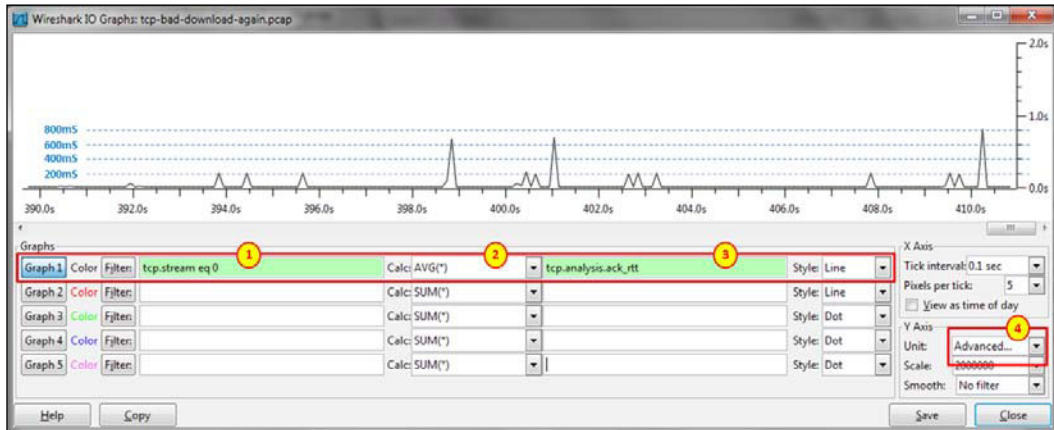 Wireshark IO Graphs: tcp-bad-download-again.pcap
2.0s
1.0s
800mS
600mS
400mS
200mS
0.0s
390.0s 392.0s 394.0s 396.0s 398.0s 400.0s 402.0s 404.0s 406.0s 408.0s 410.0s
Graphs
1 2 3
Graph 1 Color Filter: tcp.stream eq 0 Calc: AVG(*) tcp.analysis.ack_rtt Style: Line
Graph 2 Color Filter: Calc: SUM(*) Style: Line
Graph 3 Color Filter: Calc: SUM(*) Style: Dot
Graph 4 Color Filter: Calc: SUM(*) Style: Dot
Graph 5 Color Filter: Calc: SUM(*) Style: Dot
X Axis
Tick interval: 0.1 sec
Pixels per tick: 5
View as time of day
Y Axis
4
Unit: Advanced...
Scale: 2000000
Smooth: No filter
Help Copy Save Close